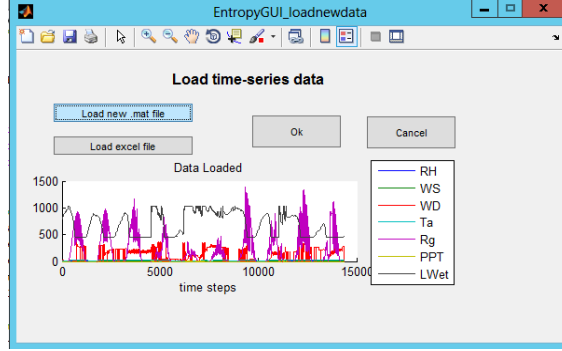 EntropyGUI_loadnewdata
Load time-series data
Load new .mat file
Load excel file
Ok
Cancel
Data Loaded
1500
1000
500
0
0
5000
10000
15000
time steps
RH
WS
WD
Ta
Rg
PPT
LWet